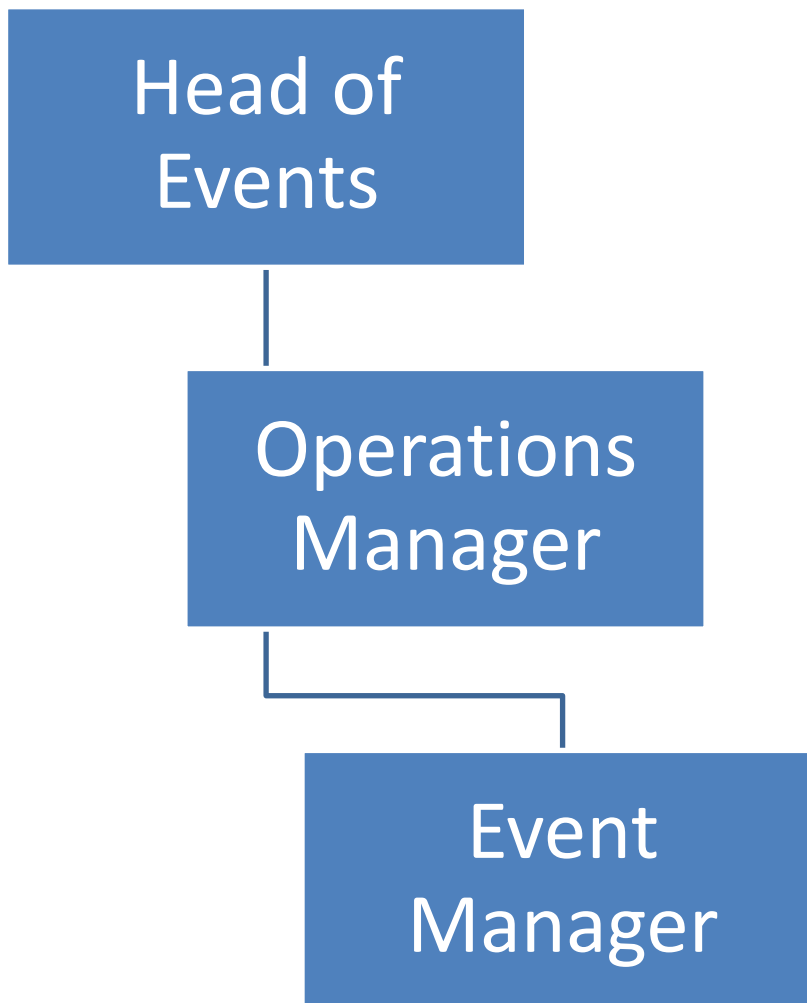 Head of
Events
Operations
Manager
Event
Manager